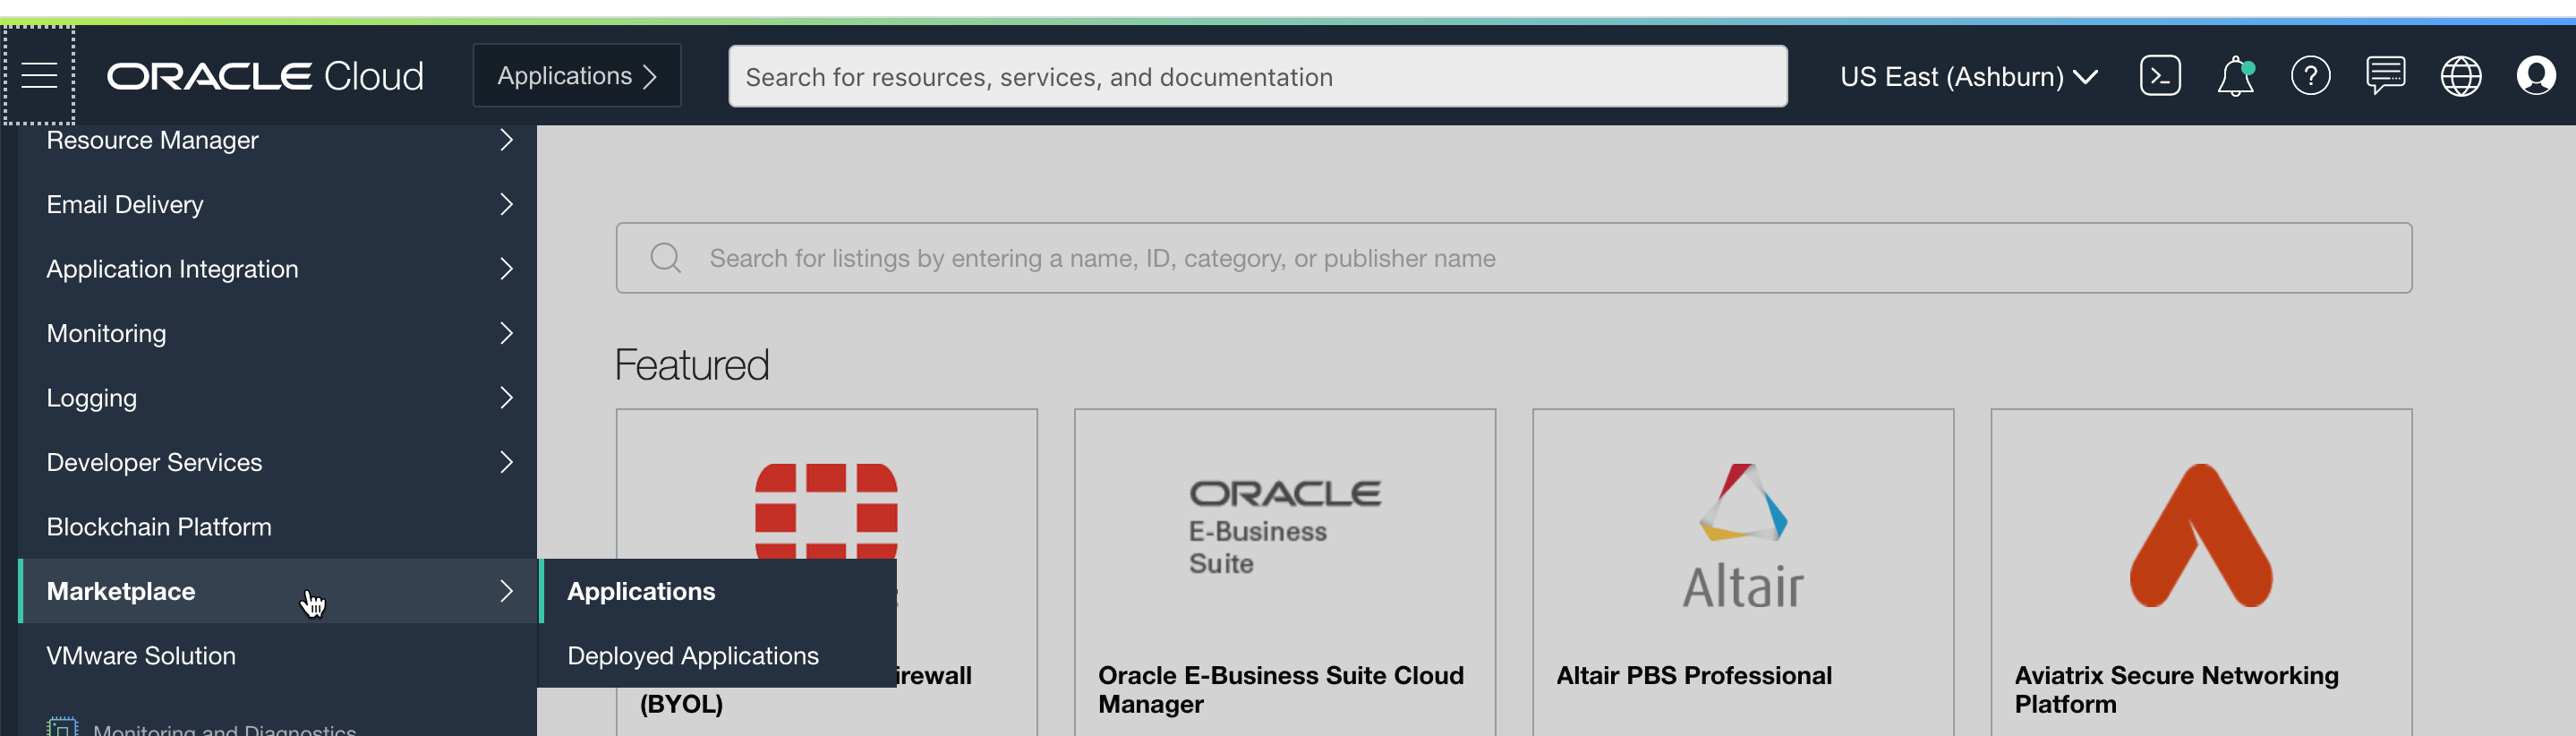 ORACLE Cloud
Applications
Search for resources, services, and documentation
US East (Ashburn)
Resource Manager
Email Delivery
Application Integration
Monitoring
Logging
Developer Services
Blockchain Platform
Marketplace
VMware Solution
Monitoring and Diagnostics
Applications
Deployed Applications
Search for listings by entering a name, ID, category, or publisher name
Featured
(BYOL)
ORACLE
E-Business
Suite
Oracle E-Business Suite Cloud
Manager
Altair
Altair PBS Professional
Aviatrix Secure Networking
Platform